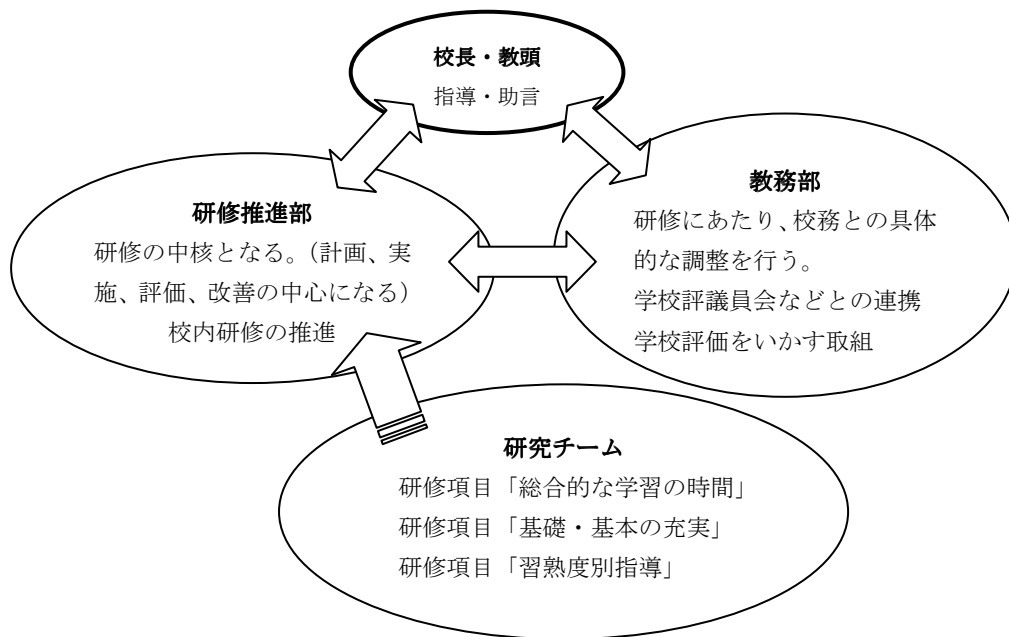 校長・教頭
指導・助言
研修推進部
研修の中核となる。（計画、実
施、評価、改善の中心になる）
校内研修の推進
教務部
研修にあたり、校務との具体
的な調整を行う。
学校評議員会などとの連携
学校評価をいかす取組
研究チーム
研修項目「総合的な学習の時間」
研修項目「基礎・基本の充実」
研修項目「習熟度別指導」